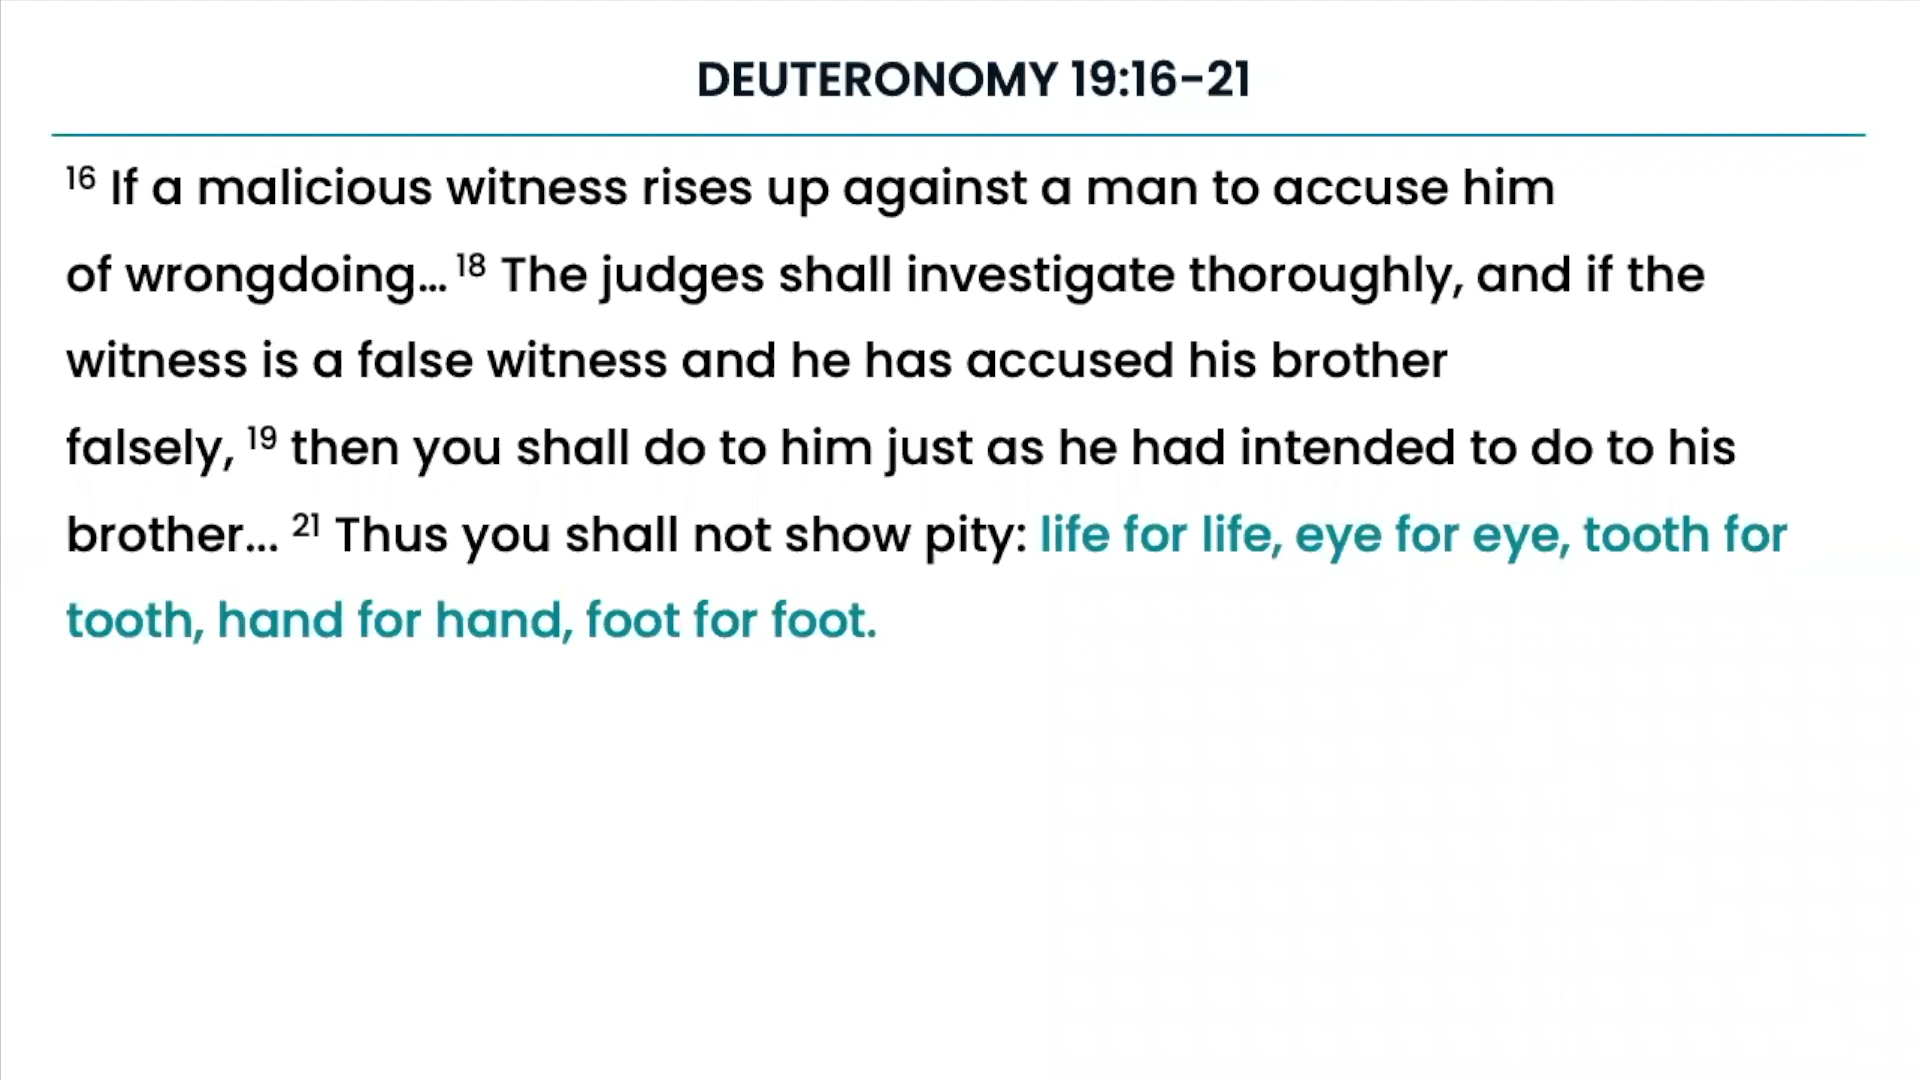 DEUTERONOMY 19:16-21
16 If a malicious witness rises up against a man to accuse him
of wrongdoing... 18 The judges shall investigate thoroughly, and if the
witness is a false witness and he has accused his brother
falsely, 19 then you shall do to him just as he had intended to do to his
brother... 21 Thus you shall not show pity: life for life, eye for eye, tooth for
tooth, hand for hand, foot for foot.